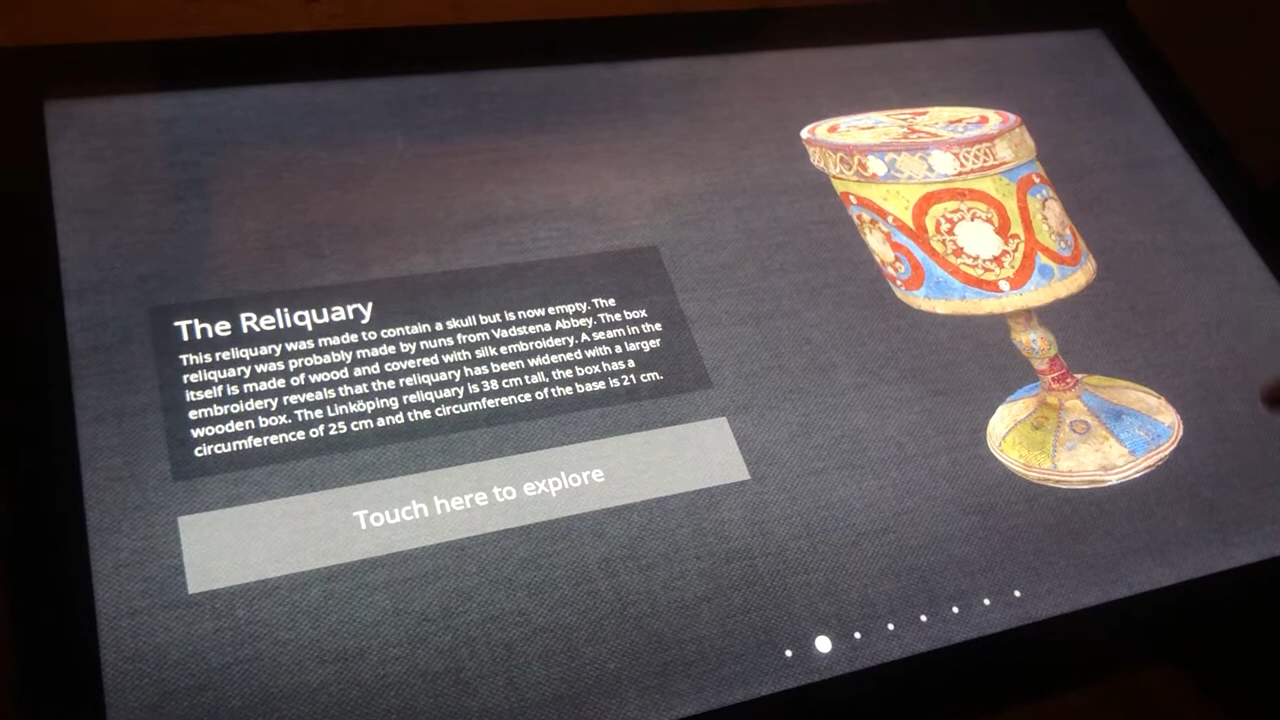 The Reliquary
This reliquary was made to contain a skull but is now empty. The
reliquary was probably made by nuns from Vadstena Abbey. The box
itself is made of wood and covered with silk embroidery. A seam in the
embroidery reveals that the reliquary has been widened with a larger
wooden box. The Linköping reliquary is 38 cm tall, the box has a
circumference of 25 cm and the circumference of the base is 21 cm.
Touch here to explore